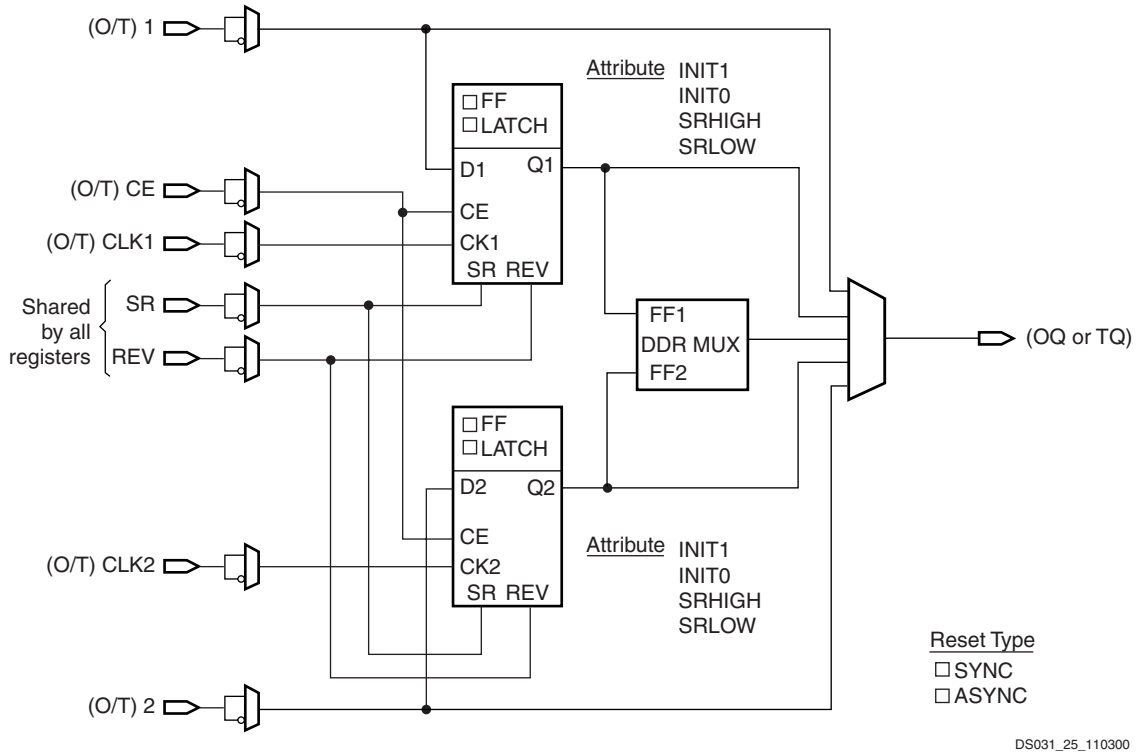 (O/T) 1
Attribute INIT1
INIT0
SRHIGH
SRLOW
FF
LATCH
D1 Q1
(O/T) CE
CE
(O/T) CLK1
CK1
SR REV
Shared
by all
registers
SR
REV
FF1
DDR MUX
FF2
(OQ or TQ)
FF
LATCH
D2 Q2
CE
(O/T) CLK2
CK2
SR REV
Attribute INIT1
INIT0
SRHIGH
SRLOW
Reset Type
SYNC
ASYNC
(O/T) 2
DS031_25_110300